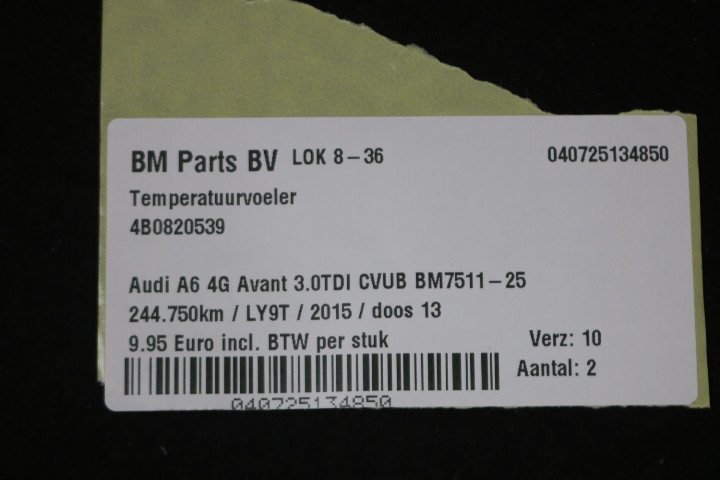 BM Parts BV LOK 8-36 040725134850
Temperatuurvoeler
4B0820539
Audi A6 4G Avant 3.0TDI CVUB BM7511-25
244.750km / LY9T / 2015 / doos 13
9.95 Euro incl. BTW per stuk Verz: 10
Aantal: 2
040725134850